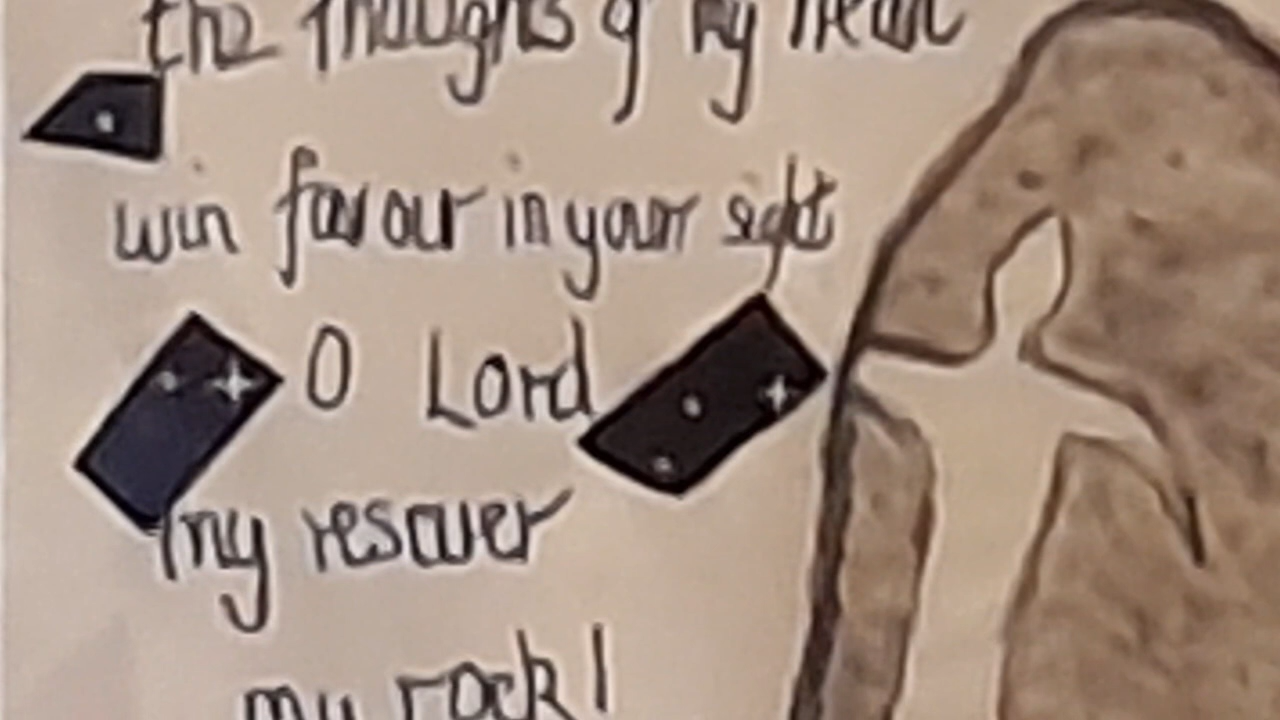 the thoughts of my heart
win favour in your sight
O Lord
my rescuer
my rock!